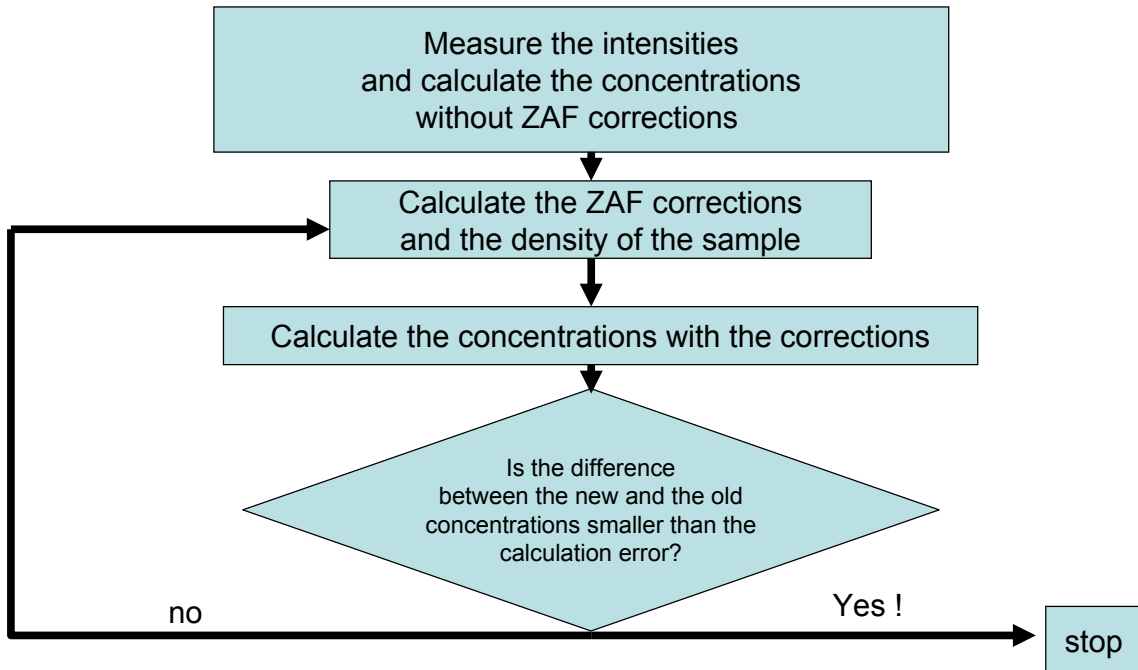 Measure the intensities
and calculate the concentrations
without ZAF corrections
Calculate the ZAF corrections
and the density of the sample
Calculate the concentrations with the corrections
Is the difference
between the new and the old
concentrations smaller than the
calculation error?
no
Yes !
stop